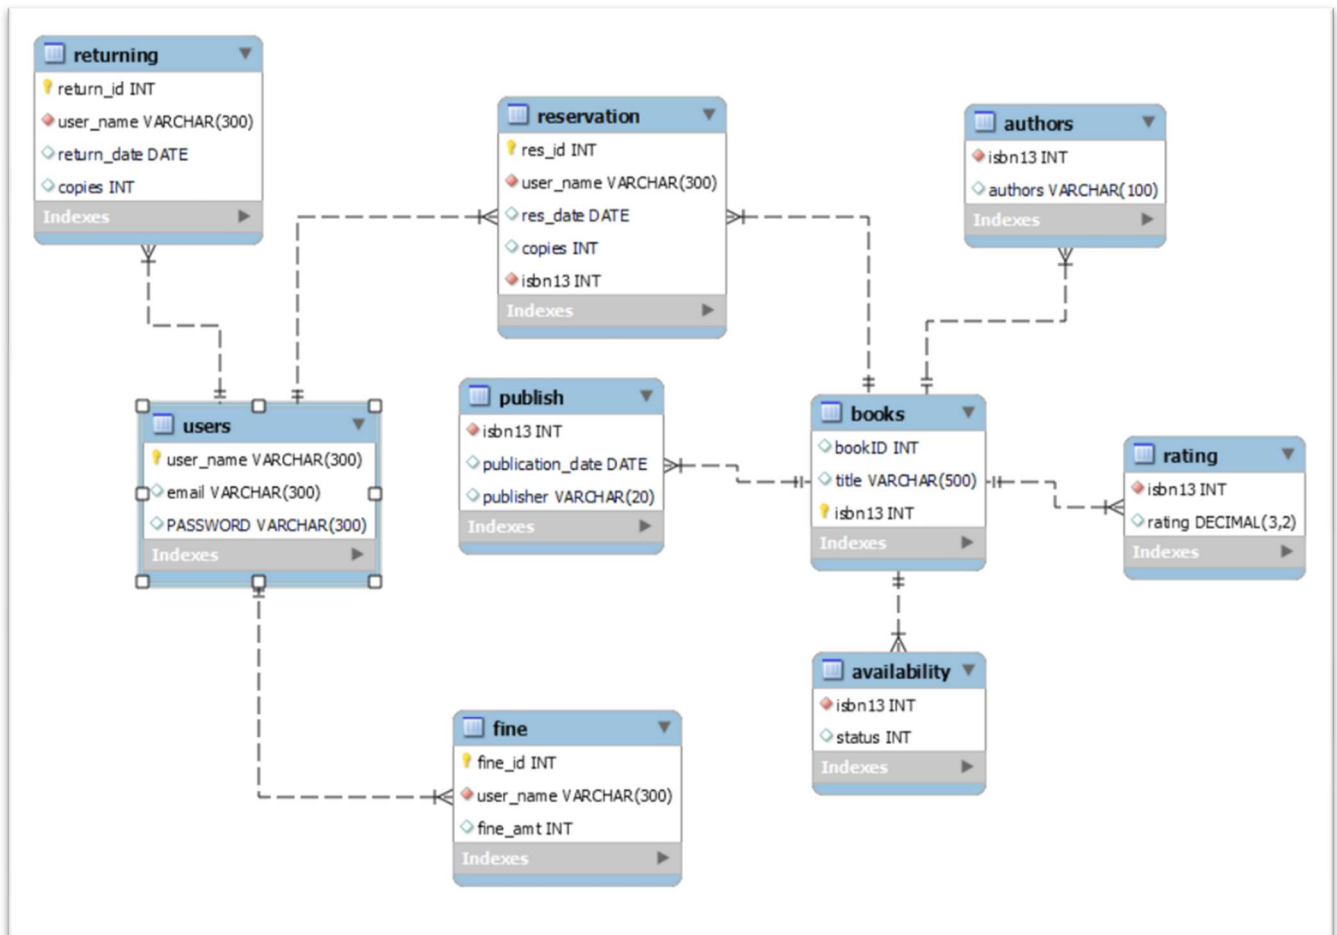 returning
return_id INT
user_name VARCHAR(300)
return_date DATE
copies INT
Indexes
reservation
res_id INT
user_name VARCHAR(300)
res_date DATE
copies INT
isbn13 INT
Indexes
authors
isbn13 INT
authors VARCHAR(100)
Indexes
users
user_name VARCHAR(300)
email VARCHAR(300)
PASSWORD VARCHAR(300)
Indexes
publish
isbn13 INT
publication_date DATE
publisher VARCHAR(20)
Indexes
books
bookID INT
title VARCHAR(500)
isbn13 INT
Indexes
rating
isbn13 INT
rating DECIMAL(3,2)
Indexes
availability
isbn13 INT
status INT
Indexes
fine
fine_id INT
user_name VARCHAR(300)
fine_amt INT
Indexes